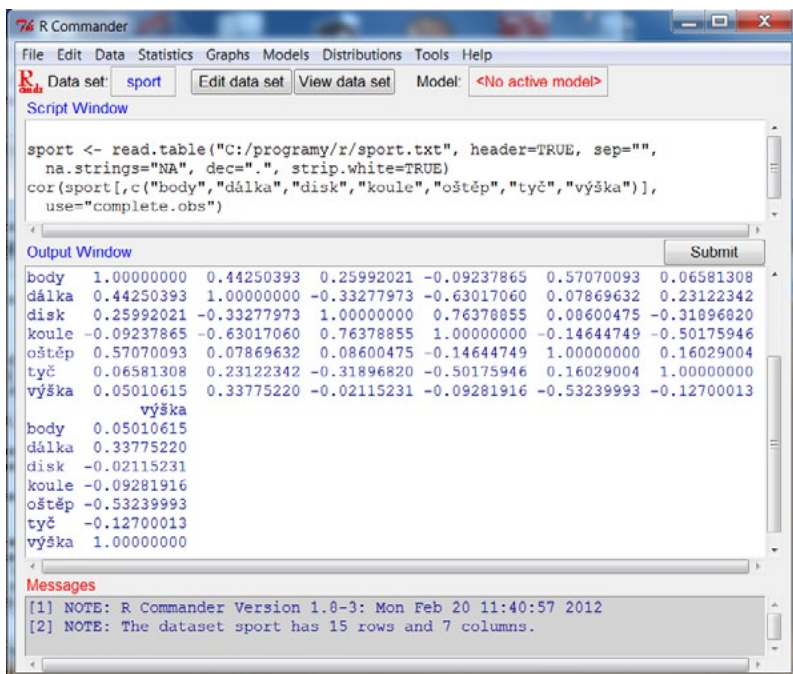 R Commander
File Edit Data Statistics Graphs Models Distributions Tools Help
R cmdr Data set: sport Edit data set View data set Model: <No active model>
Script Window
sport <- read.table("C:/programy/r/sport.txt", header=TRUE, sep="",
na.strings="NA", dec=".", strip.white=TRUE)
cor(sport[,c("body","dálka","disk","koule","oštěp","tyč","výška")],
use="complete.obs")
Output Window Submit
body 1.00000000 0.44250393 0.25992021 -0.09237865 0.57070093 0.06581308
dálka 0.44250393 1.00000000 -0.33277973 -0.63017060 0.07869632 0.23122342
disk 0.25992021 -0.33277973 1.00000000 0.76378855 0.08600475 -0.31896820
koule -0.09237865 -0.63017060 0.76378855 1.00000000 -0.14644749 -0.50175946
oštěp 0.57070093 0.07869632 0.08600475 -0.14644749 1.00000000 0.16029004
tyč 0.06581308 0.23122342 -0.31896820 -0.50175946 0.16029004 1.00000000
výška 0.05010615 0.33775220 -0.02115231 -0.09281916 -0.53239993 -0.12700013
výška
body 0.05010615
dálka 0.33775220
disk -0.02115231
koule -0.09281916
oštěp -0.53239993
tyč -0.12700013
výška 1.00000000
Messages
[1] NOTE: R Commander Version 1.8-3: Mon Feb 20 11:40:57 2012
[2] NOTE: The dataset sport has 15 rows and 7 columns.